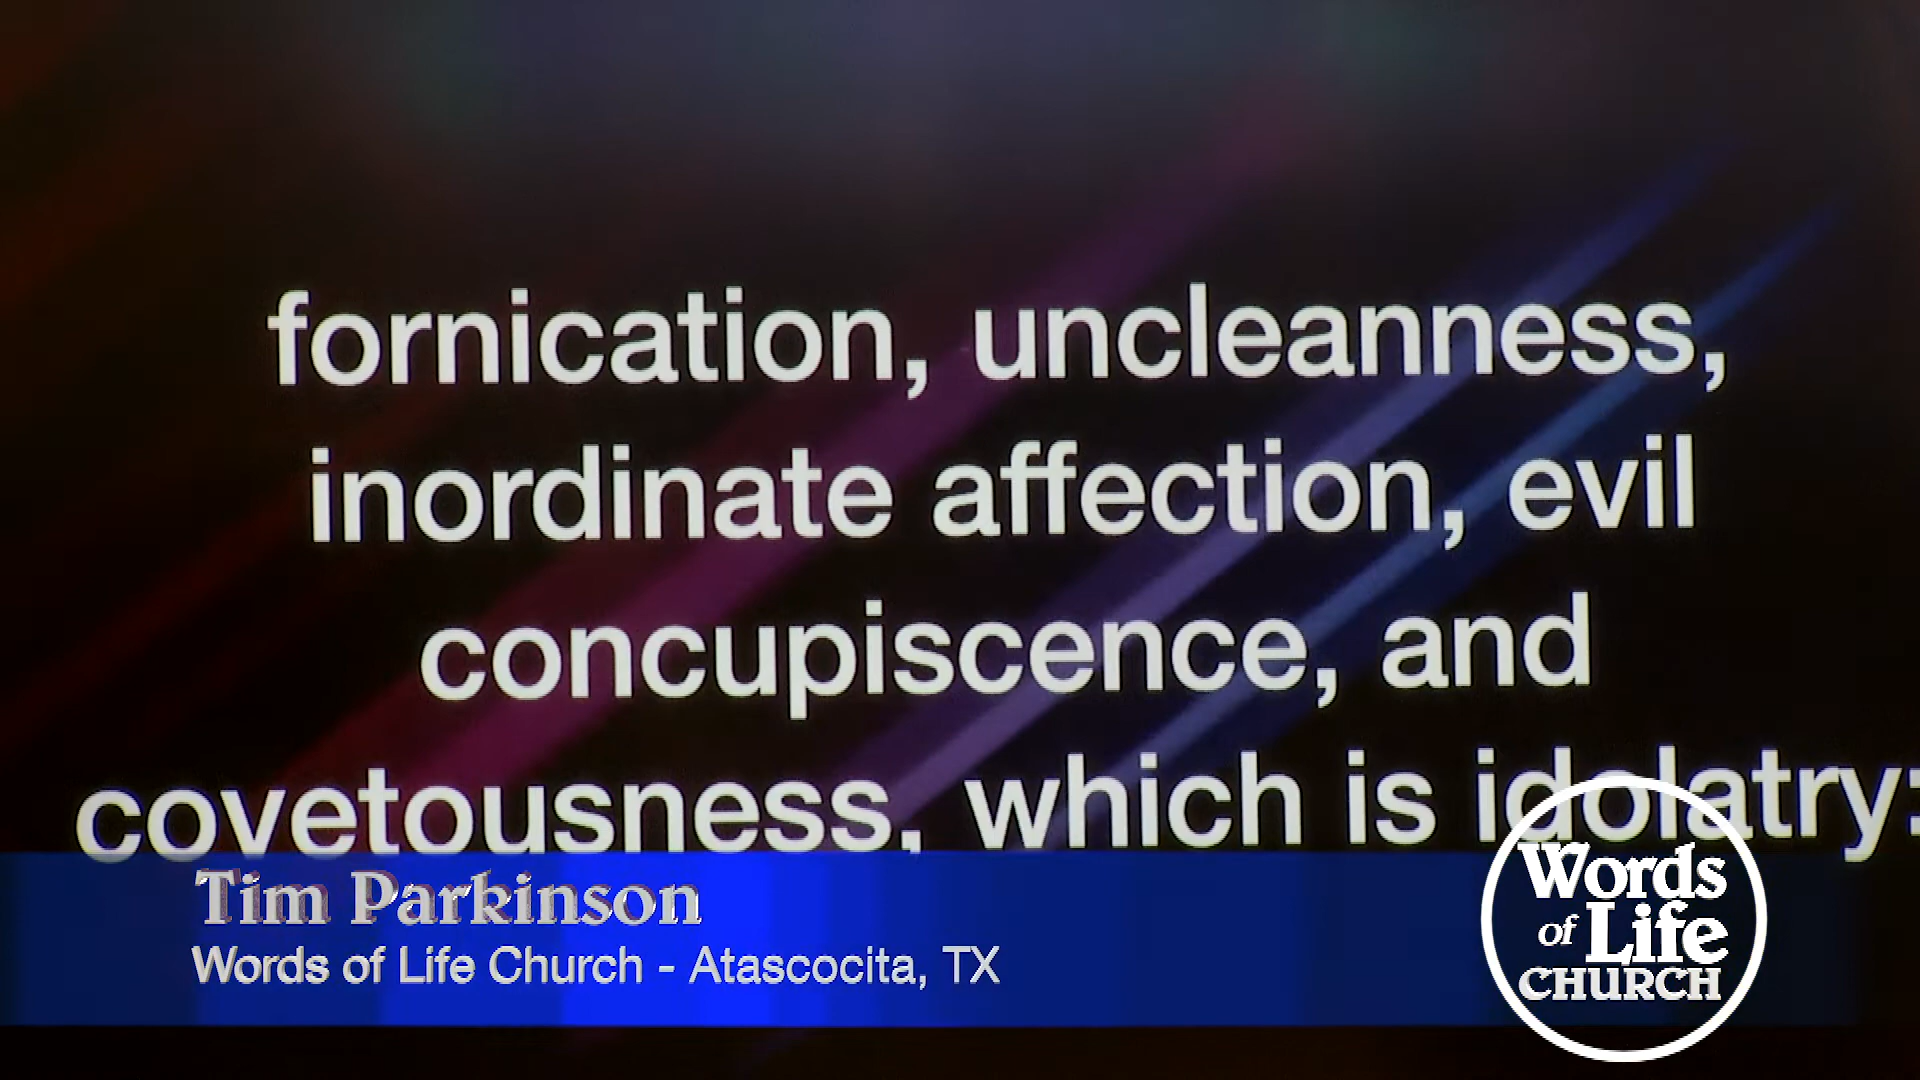 fornication, uncleanness,
inordinate affection, evil
concupiscence, and
covetousness, which is idolatry:
Tim Parkinson
Words of Life Church - Atascocita, TX
Words
of Life
CHURCH